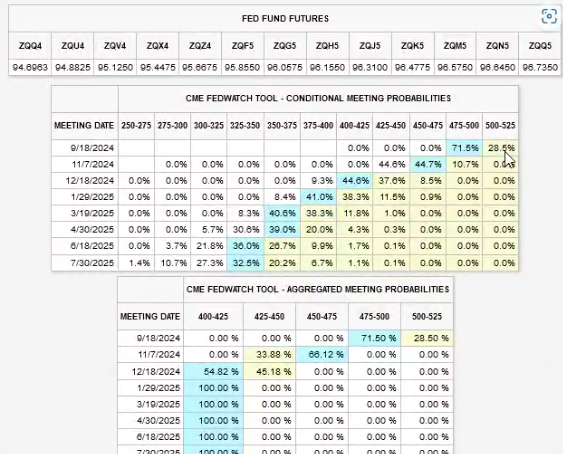 FED FUND FUTURES
ZQQ4 ZQU4 ZQV4 ZQX4 ZQZ4 ZQF5 ZQG5 ZQH5 ZQJ5 ZQK5 ZQM5 ZQN5 ZQQ5
94.6963 94.8825 95.1250 95.4475 95.6675 95.8550 96.0575 96.1550 96.3100 96.4775 96.5750 96.6450 96.7350
CME FEDWATCH TOOL - CONDITIONAL MEETING PROBABILITIES
MEETING DATE 250-275 275-300 300-325 325-350 350-375 375-400 400-425 425-450 450-475 475-500 500-525
9/18/2024 0.0% 0.0% 0.0% 71.5% 28.5%
11/7/2024 0.0% 0.0% 0.0% 0.0% 0.0% 0.0% 44.6% 44.7% 10.7% 0.0%
12/18/2024 0.0% 0.0% 0.0% 0.0% 0.0% 9.3% 44.6% 37.6% 8.5% 0.0% 0.0%
1/29/2025 0.0% 0.0% 0.0% 0.0% 8.4% 41.0% 38.3% 11.5% 0.9% 0.0% 0.0%
3/19/2025 0.0% 0.0% 0.0% 8.3% 40.6% 38.3% 11.8% 1.0% 0.0% 0.0% 0.0%
4/30/2025 0.0% 0.0% 5.7% 30.6% 39.0% 20.0% 4.3% 0.3% 0.0% 0.0% 0.0%
6/18/2025 0.0% 3.7% 21.8% 36.0% 26.7% 9.9% 1.7% 0.1% 0.0% 0.0% 0.0%
7/30/2025 1.4% 10.7% 27.3% 32.5% 20.2% 6.7% 1.1% 0.1% 0.0% 0.0% 0.0%
CME FEDWATCH TOOL - AGGREGATED MEETING PROBABILITIES
MEETING DATE 400-425 425-450 450-475 475-500 500-525
9/18/2024 0.00 % 0.00 % 0.00 % 71.50 % 28.50 %
11/7/2024 0.00 % 33.88 % 66.12 % 0.00 % 0.00 %
12/18/2024 54.82 % 45.18 % 0.00 % 0.00 % 0.00 %
1/29/2025 100.00 % 0.00 % 0.00 % 0.00 % 0.00 %
3/19/2025 100.00 % 0.00 % 0.00 % 0.00 % 0.00 %
4/30/2025 100.00 % 0.00 % 0.00 % 0.00 % 0.00 %
6/18/2025 100.00 % 0.00 % 0.00 % 0.00 % 0.00 %
7/30/2025 100.00 % 0.00 % 0.00 % 0.00 % 0.00 %